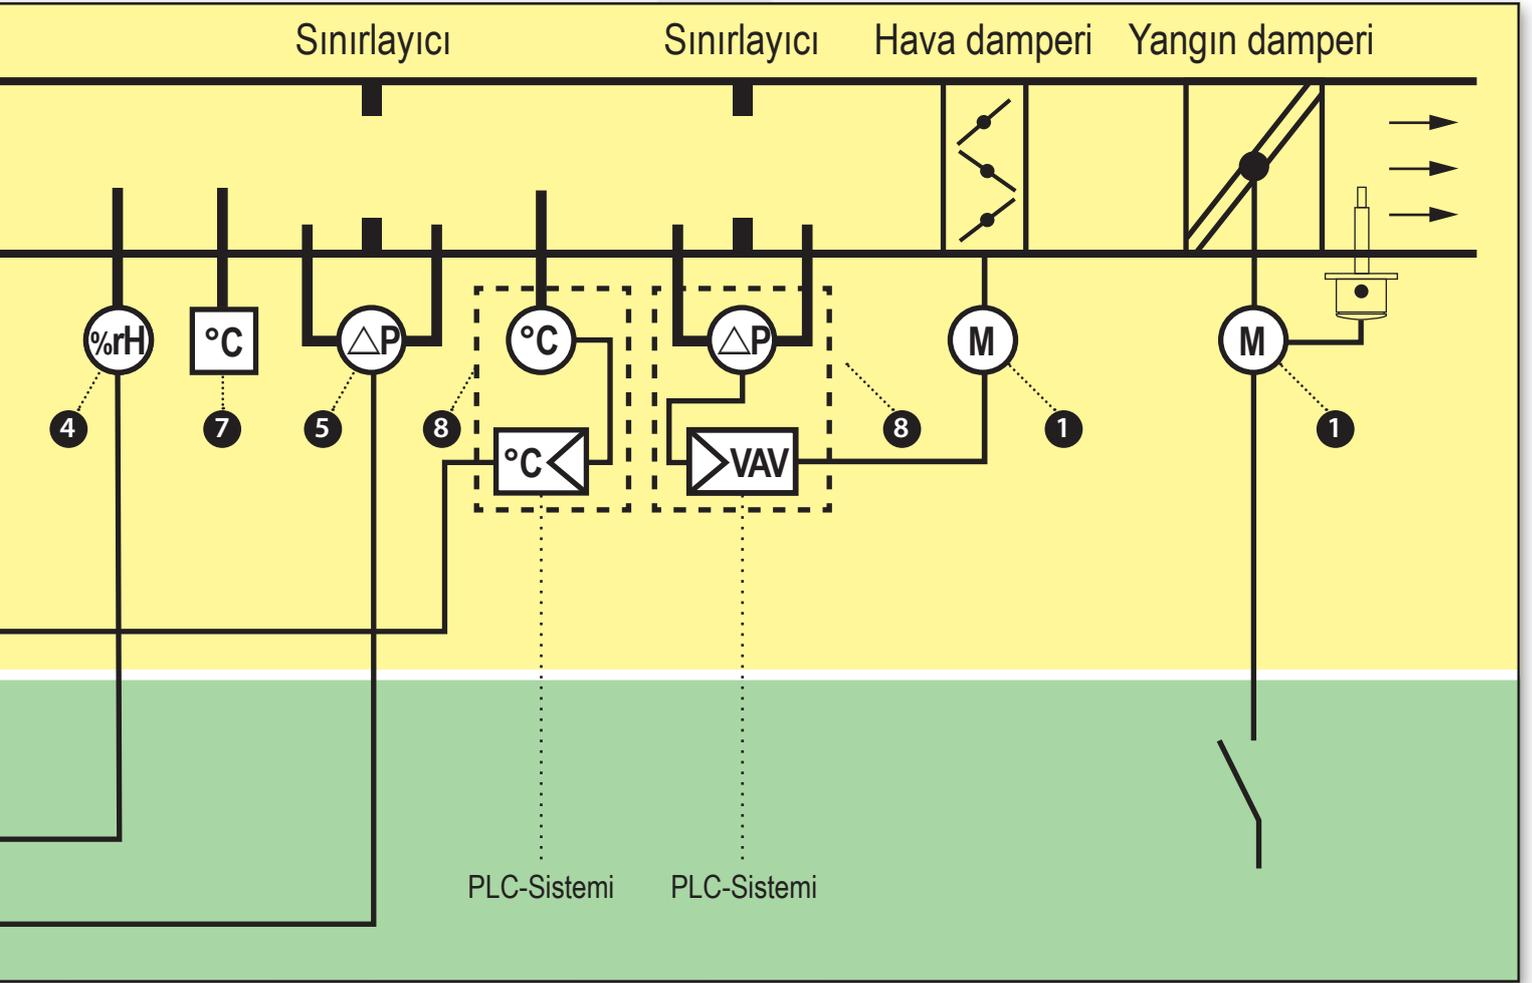 Sınırlayıcı
Sınırlayıcı
Hava damperi
Yangın damperi
%rH
°C
△P
°C
△P
M
M
4
7
5
8
8
1
1
°C
VAV
PLC-Sistemi
PLC-Sistemi